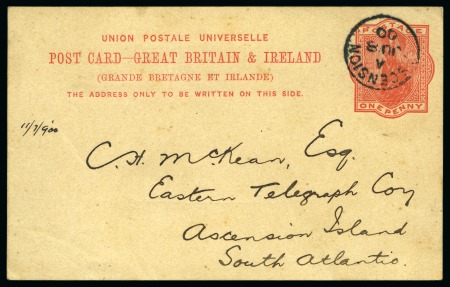 UNION POSTALE UNIVERSELLE
POST CARD—GREAT BRITAIN & IRELAND
(GRANDE BRETAGNE ET IRLANDE)
THE ADDRESS ONLY TO BE WRITTEN ON THIS SIDE.
POSTAGE
ONE PENNY
ASCENSION
A
JU 8
00
11/7/900
C. H. McKean, Esq.
Eastern Telegraph Coy
Ascension Island
South Atlantic.